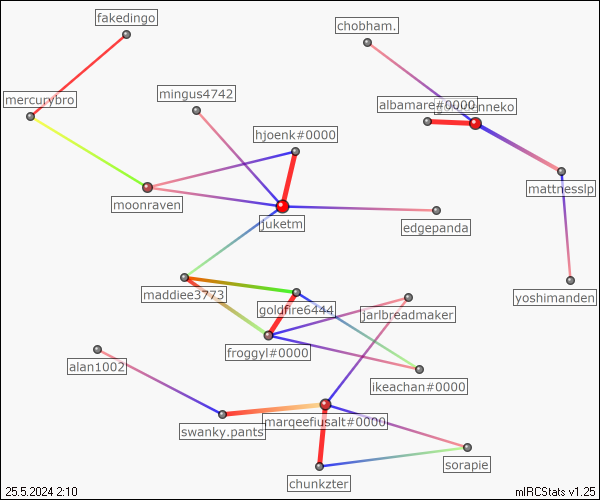 fakedingo
chobham.
mercurybro
mingus4742
albamare#0000
hjoenk#0000
mattnesslp
moonraven
juketm
edgepanda
maddiee3773
goldfire6444
yoshimanden
jarlbreadmaker
froggyl#0000
alan1002
ikeachan#0000
marqeefiusalt#0000
swanky.pants
sorapie
chunkzter
25.5.2024 2:10
mIRCStats v1.25